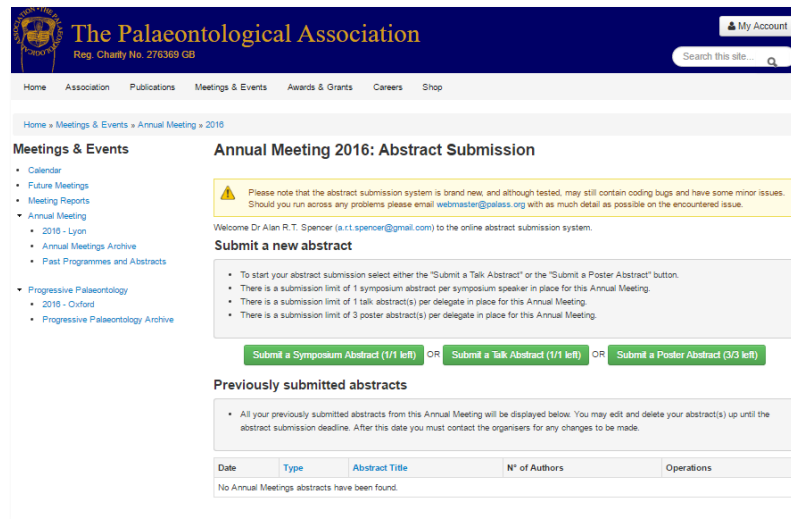 The Palaeontological Association
Reg. Charity No. 276369 GB
My Account
Search this site...
Home Association Publications Meetings & Events Awards & Grants Careers Shop
Home » Meetings & Events » Annual Meeting » 2016
Meetings & Events
Calendar
Future Meetings
Meeting Reports
Annual Meeting
2016 - Lyon
Annual Meetings Archive
Past Programmes and Abstracts
Progressive Palaeontology
2016 - Oxford
Progressive Palaeontology Archive
Annual Meeting 2016: Abstract Submission
Please note that the abstract submission system is brand new, and although tested, may still contain coding bugs and have some minor issues.
Should you run across any problems please email webmaster@palass.org with as much detail as possible on the encountered issue.
Welcome Dr Alan R.T. Spencer (a.r.t.spencer@gmail.com) to the online abstract submission system.
Submit a new abstract
To start your abstract submission select either the "Submit a Talk Abstract" or the "Submit a Poster Abstract" button.
There is a submission limit of 1 symposium abstract per symposium speaker in place for this Annual Meeting.
There is a submission limit of 1 talk abstract(s) per delegate in place for this Annual Meeting.
There is a submission limit of 3 poster abstract(s) per delegate in place for this Annual Meeting.
Submit a Symposium Abstract (1/1 left) OR Submit a Talk Abstract (1/1 left) OR Submit a Poster Abstract (3/3 left)
Previously submitted abstracts
All your previously submitted abstracts from this Annual Meeting will be displayed below. You may edit and delete your abstract(s) up until the
abstract submission deadline. After this date you must contact the organisers for any changes to be made.
Date Type Abstract Title N° of Authors Operations
No Annual Meetings abstracts have been found.